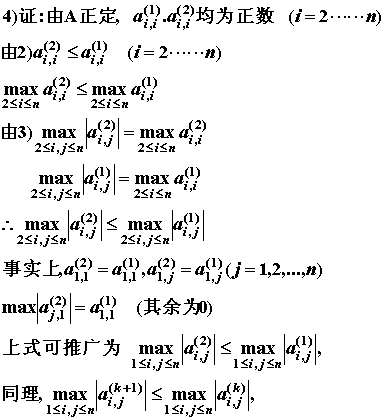 4)证:由A正定, a_{i,i}^{(1)}.a_{i,i}^{(2)}均为正数 (i=2······n)
由2)a_{i,i}^{(2)}≤a_{i,i}^{(1)} (i=2······n)
max_{2≤i≤n} a_{i,i}^{(2)}≤max_{2≤i≤n} a_{i,i}^{(1)}
由3) max_{2≤i,j≤n}|a_{i,j}^{(2)}|=max_{2≤i≤n} a_{i,i}^{(2)}
max_{2≤i,j≤n}|a_{i,j}^{(1)}|=max_{2≤i≤n} a_{i,i}^{(1)}
∴ max_{2≤i,j≤n}|a_{i,j}^{(2)}|≤max_{2≤i,j≤n}|a_{i,j}^{(1)}|
事实上,a_{1,1}^{(2)}=a_{1,1}^{(1)},a_{1,j}^{(2)}=a_{1,j}^{(1)}(j=1,2,...,n)
max|a_{j,1}^{(2)}|=a_{1,1}^{(1)} (其余为0)
上式可推广为 max_{1≤i,j≤n}|a_{i,j}^{(2)}|≤max_{1≤i,j≤n}|a_{i,j}^{(1)}|,
同理, max_{1≤i,j≤n}|a_{i,j}^{(k+1)}|≤max_{1≤i,j≤n}|a_{i,j}^{(k)}|,